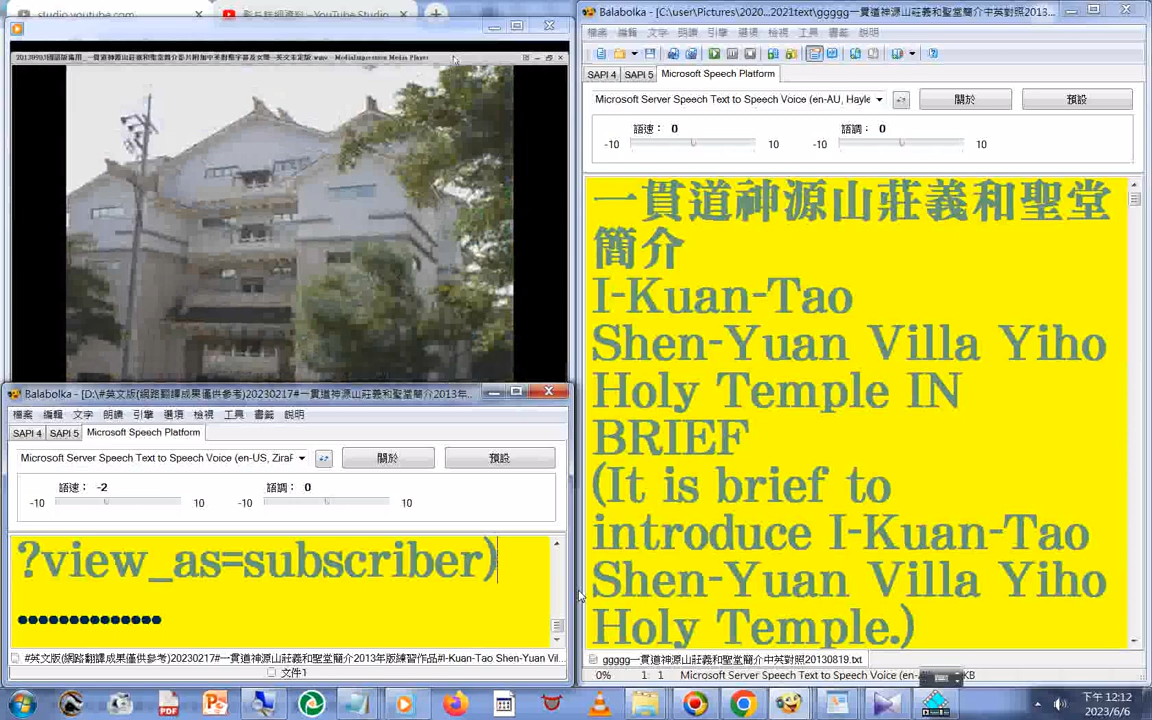 studio.youtube.com
影片詳細資料 - YouTube Studio
Balabolka - [C:\user\Pictures\2020...2021text\ggggg一貫道神源山莊義和聖堂簡介中英對照2013...
檔案 編輯 文字 朗讀 引擎 選項 檢視 工具 書籤 說明
SAPI 4 SAPI 5 Microsoft Speech Platform
Microsoft Server Speech Text to Speech Voice (en-AU, Hayle
關於
預設
語速： 0
語調： 0
-10 10 -10 10
一貫道神源山莊義和聖堂
簡介
I-Kuan-Tao
Shen-Yuan Villa Yiho
Holy Temple IN
BRIEF
(It is brief to
introduce I-Kuan-Tao
Shen-Yuan Villa Yiho
Holy Temple.)
ggggg一貫道神源山莊義和聖堂簡介中英對照20130819.txt
0% 1: 1 Microsoft Server Speech Text to Speech Voice (en-
KB
Balabolka - [D:\#英文版(網路翻譯成果僅供參考)20230217#一貫道神源山莊義和聖堂簡介2013年..
檔案 編輯 文字 朗讀 引擎 選項 檢視 工具 書籤 說明
SAPI 4 SAPI 5 Microsoft Speech Platform
Microsoft Server Speech Text to Speech Voice (en-US, ZiraP
關於
預設
語速： -2
語調： 0
-10 10 -10 10
?view_as=subscriber)
••••••••••••••
#英文版(網路翻譯成果僅供參考)20230217#一貫道神源山莊義和聖堂簡介2013年版練習作品#I-Kuan-Tao Shen-Yuan Vil...
文件1
下午 12:12
2023/6/6